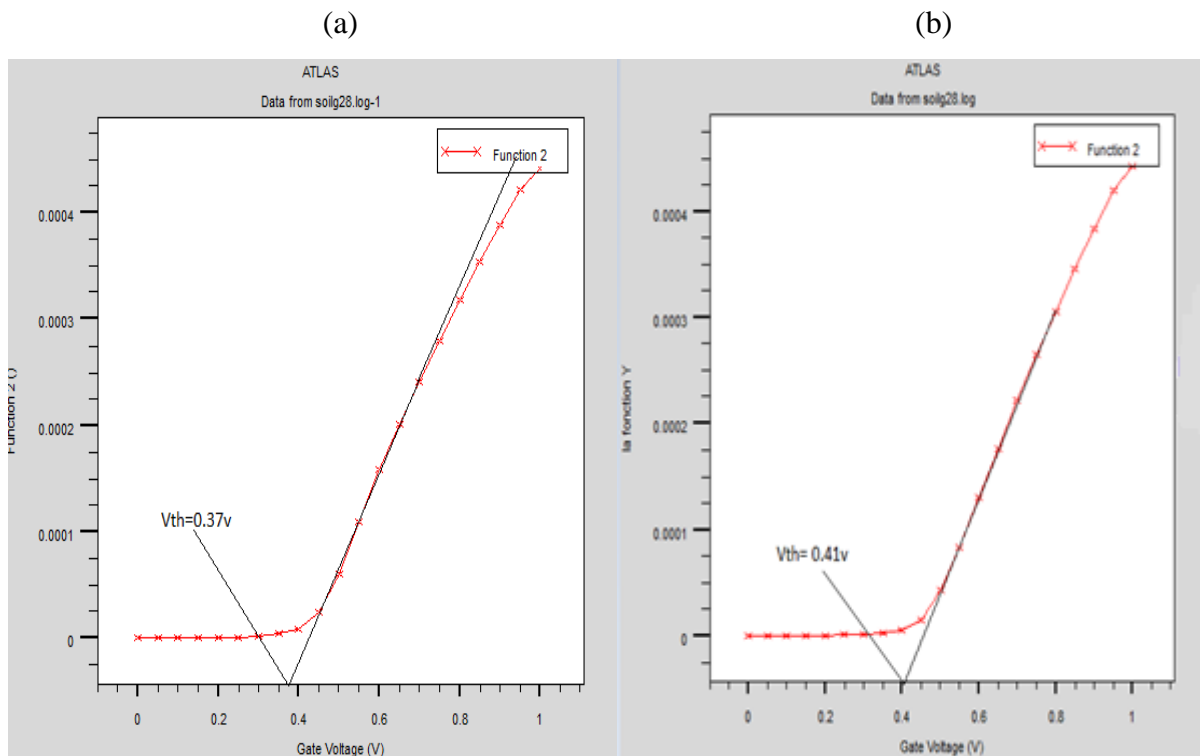 (a)
ATLAS
Data from soilg28.log-1
Function 2
Function 2 ()
0.0004
0.0003
0.0002
0.0001
0
Vth=0.37v
0 0.2 0.4 0.6 0.8 1
Gate Voltage (V)
(b)
ATLAS
Data from soilg28.log
Function 2
la fonction Y
0.0004
0.0003
0.0002
0.0001
0
Vth= 0.41v
0 0.2 0.4 0.6 0.8 1
Gate Voltage (V)